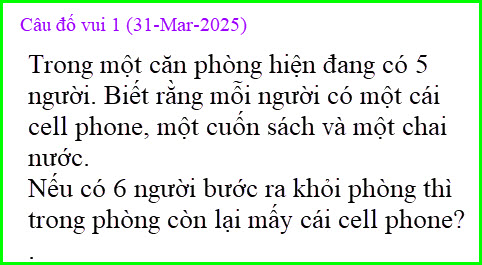 Câu đố vui 1 (31-Mar-2025)
Trong một căn phòng hiện đang có 5
người. Biết rằng mỗi người có một cái
cell phone, một cuốn sách và một chai
nước.
Nếu có 6 người bước ra khỏi phòng thì
trong phòng còn lại mấy cái cell phone?
.